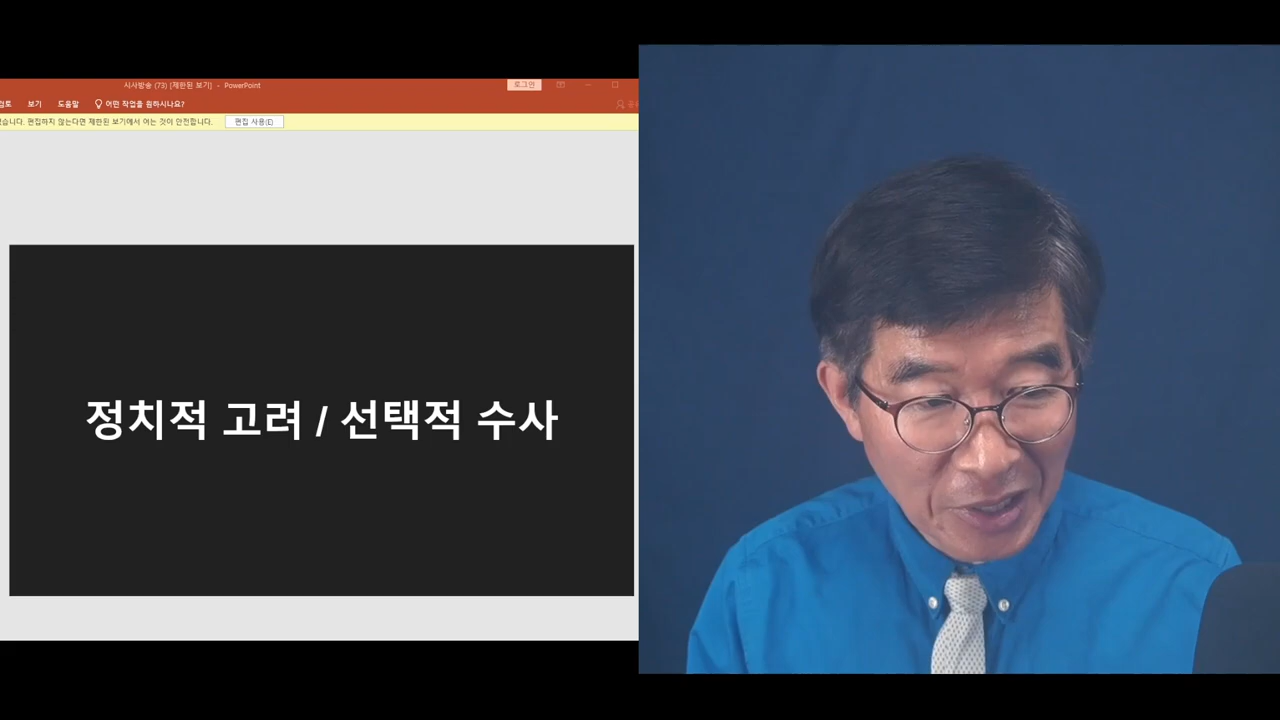 시사방송 (73) [제한된 보기] - PowerPoint
로그인
검토 보기 도움말 어떤 작업을 원하시나요?
편집하지 않는다면 제한된 보기에서 여는 것이 안전합니다. 편집 사용(E)
정치적 고려 / 선택적 수사